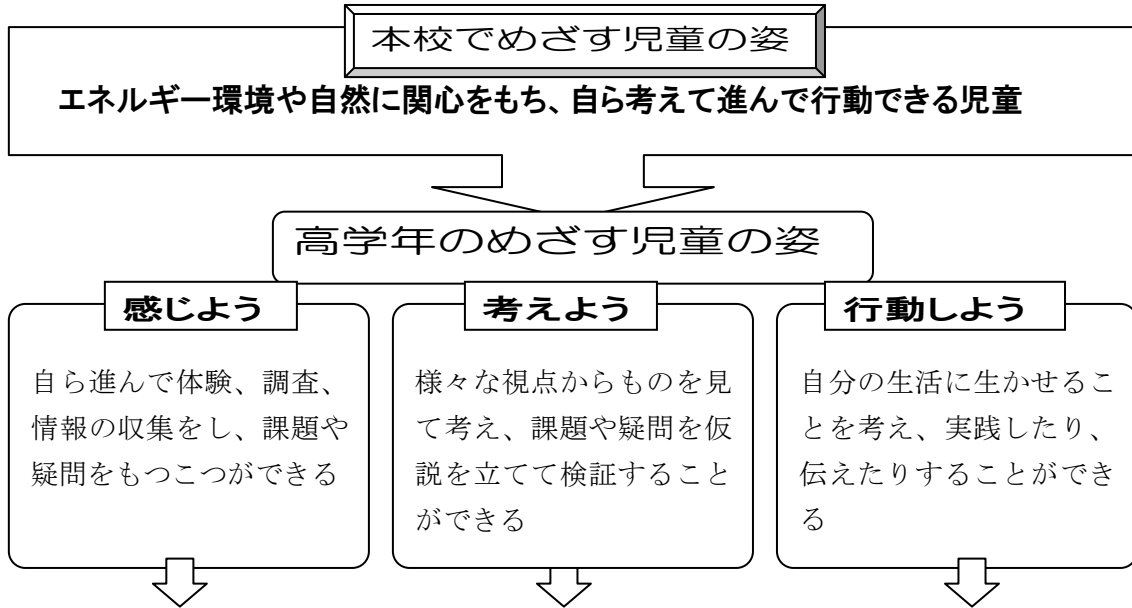 本校でめざす児童の姿
エネルギー環境や自然に関心をもち、自ら考えて進んで行動できる児童
高学年のめざす児童の姿
感じよう
自ら進んで体験、調査、
情報の収集をし、課題や
疑問をもつこつができる
考えよう
様々な視点からものを見
て考え、課題や疑問を仮
説を立てて検証すること
ができる
行動しよう
自分の生活に生かせるこ
とを考え、実践したり、
伝えたりすることができ
る